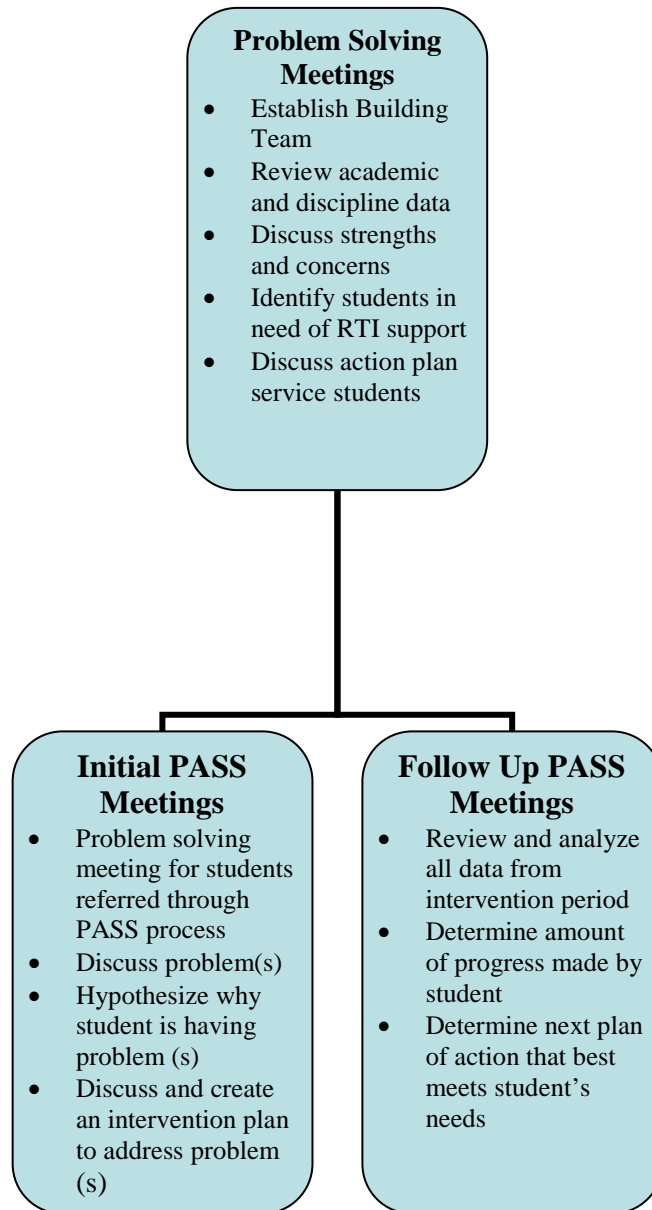 Problem Solving
Meetings
• Establish Building
Team
• Review academic
and discipline data
• Discuss strengths
and concerns
• Identify students in
need of RTI support
• Discuss action plan
service students
Initial PASS
Meetings
• Problem solving
meeting for students
referred through
PASS process
• Discuss problem(s)
• Hypothesize why
student is having
problem (s)
• Discuss and create
an intervention plan
to address problem
(s)
Follow Up PASS
Meetings
• Review and analyze
all data from
intervention period
• Determine amount
of progress made by
student
• Determine next plan
of action that best
meets student’s
needs